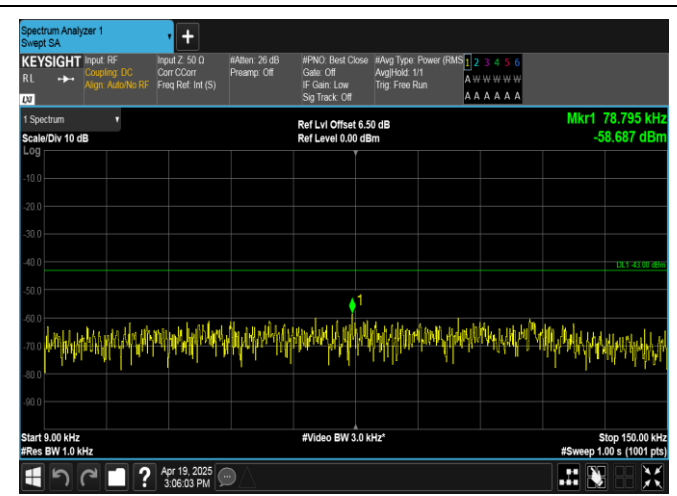 Spectrum Analyzer 1
Swept SA
KEYSIGHT
RL
LXI
Input: RF
Coupling: DC
Align: Auto/No RF
Input Z: 50 Ω
Corr CCorr
Freq Ref: Int (S)
#Atten: 26 dB
Preamp: Off
#PNO: Best Close
Gate: Off
IF Gain: Low
Sig Track: Off
#Avg Type: Power (RMS
Avg|Hold: 1/1
Trig: Free Run
1 2 3 4 5 6
A W W W W W
A A A A A A
1 Spectrum
Scale/Div 10 dB
Log
Ref Lvl Offset 6.50 dB
Ref Level 0.00 dBm
Mkr1 78.795 kHz
-58.687 dBm
-10.0
-20.0
-30.0
-40.0
DL1 -43.00 dBm
-50.0
1
-60.0
-70.0
-80.0
-90.0
Start 9.00 kHz
#Res BW 1.0 kHz
#Video BW 3.0 kHz*
Stop 150.00 kHz
#Sweep 1.00 s (1001 pts)
?
Apr 19, 2025
3:06:03 PM